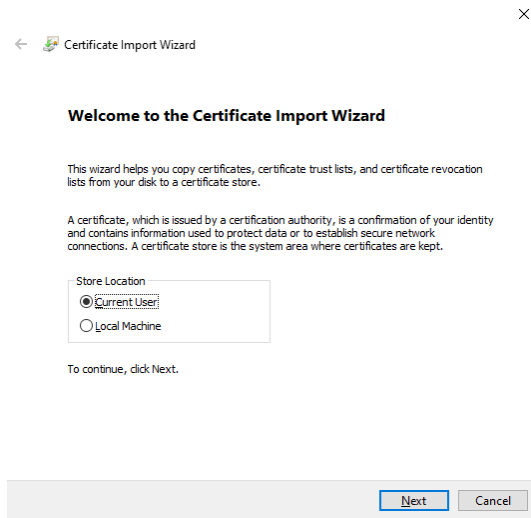 Certificate Import Wizard
Welcome to the Certificate Import Wizard
This wizard helps you copy certificates, certificate trust lists, and certificate revocation
lists from your disk to a certificate store.
A certificate, which is issued by a certification authority, is a confirmation of your identity
and contains information used to protect data or to establish secure network
connections. A certificate store is the system area where certificates are kept.
Store Location
Current User
Local Machine
To continue, click Next.
Next Cancel